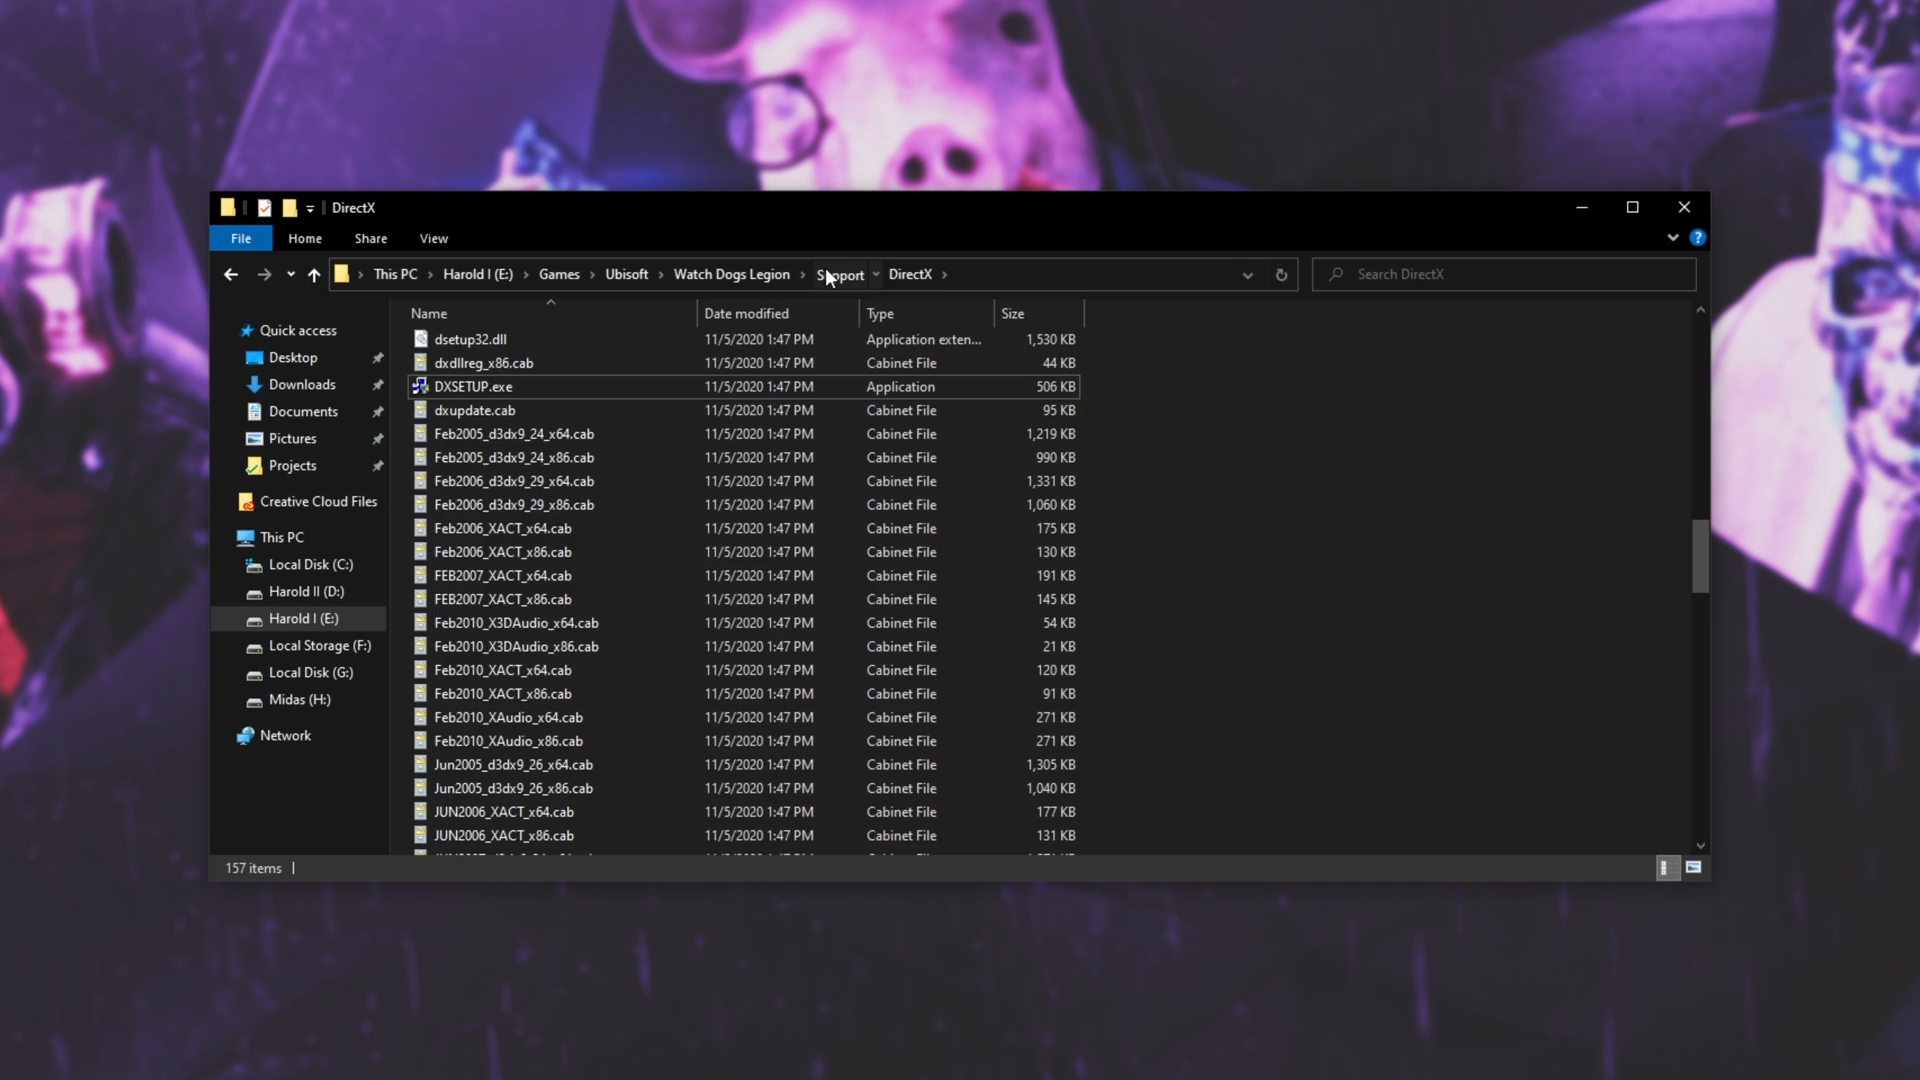 DirectX
File Home Share View
This PC Harold I (E:) Games Ubisoft Watch Dogs Legion Support DirectX
Search DirectX
Quick access
Desktop
Downloads
Documents
Pictures
Projects
Creative Cloud Files
This PC
Local Disk (C:)
Harold II (D:)
Harold I (E:)
Local Storage (F:)
Local Disk (G:)
Midas (H:)
Network
Name Date modified Type Size
dsetup32.dll 11/5/2020 1:47 PM Application exten... 1,530 KB
dxdllreg_x86.cab 11/5/2020 1:47 PM Cabinet File 44 KB
DXSETUP.exe 11/5/2020 1:47 PM Application 506 KB
dxupdate.cab 11/5/2020 1:47 PM Cabinet File 95 KB
Feb2005_d3dx9_24_x64.cab 11/5/2020 1:47 PM Cabinet File 1,219 KB
Feb2005_d3dx9_24_x86.cab 11/5/2020 1:47 PM Cabinet File 990 KB
Feb2006_d3dx9_29_x64.cab 11/5/2020 1:47 PM Cabinet File 1,331 KB
Feb2006_d3dx9_29_x86.cab 11/5/2020 1:47 PM Cabinet File 1,060 KB
Feb2006_XACT_x64.cab 11/5/2020 1:47 PM Cabinet File 175 KB
Feb2006_XACT_x86.cab 11/5/2020 1:47 PM Cabinet File 130 KB
FEB2007_XACT_x64.cab 11/5/2020 1:47 PM Cabinet File 191 KB
FEB2007_XACT_x86.cab 11/5/2020 1:47 PM Cabinet File 145 KB
Feb2010_X3DAudio_x64.cab 11/5/2020 1:47 PM Cabinet File 54 KB
Feb2010_X3DAudio_x86.cab 11/5/2020 1:47 PM Cabinet File 21 KB
Feb2010_XACT_x64.cab 11/5/2020 1:47 PM Cabinet File 120 KB
Feb2010_XACT_x86.cab 11/5/2020 1:47 PM Cabinet File 91 KB
Feb2010_XAudio_x64.cab 11/5/2020 1:47 PM Cabinet File 271 KB
Feb2010_XAudio_x86.cab 11/5/2020 1:47 PM Cabinet File 271 KB
Jun2005_d3dx9_26_x64.cab 11/5/2020 1:47 PM Cabinet File 1,305 KB
Jun2005_d3dx9_26_x86.cab 11/5/2020 1:47 PM Cabinet File 1,040 KB
JUN2006_XACT_x64.cab 11/5/2020 1:47 PM Cabinet File 177 KB
JUN2006_XACT_x86.cab 11/5/2020 1:47 PM Cabinet File 131 KB
157 items